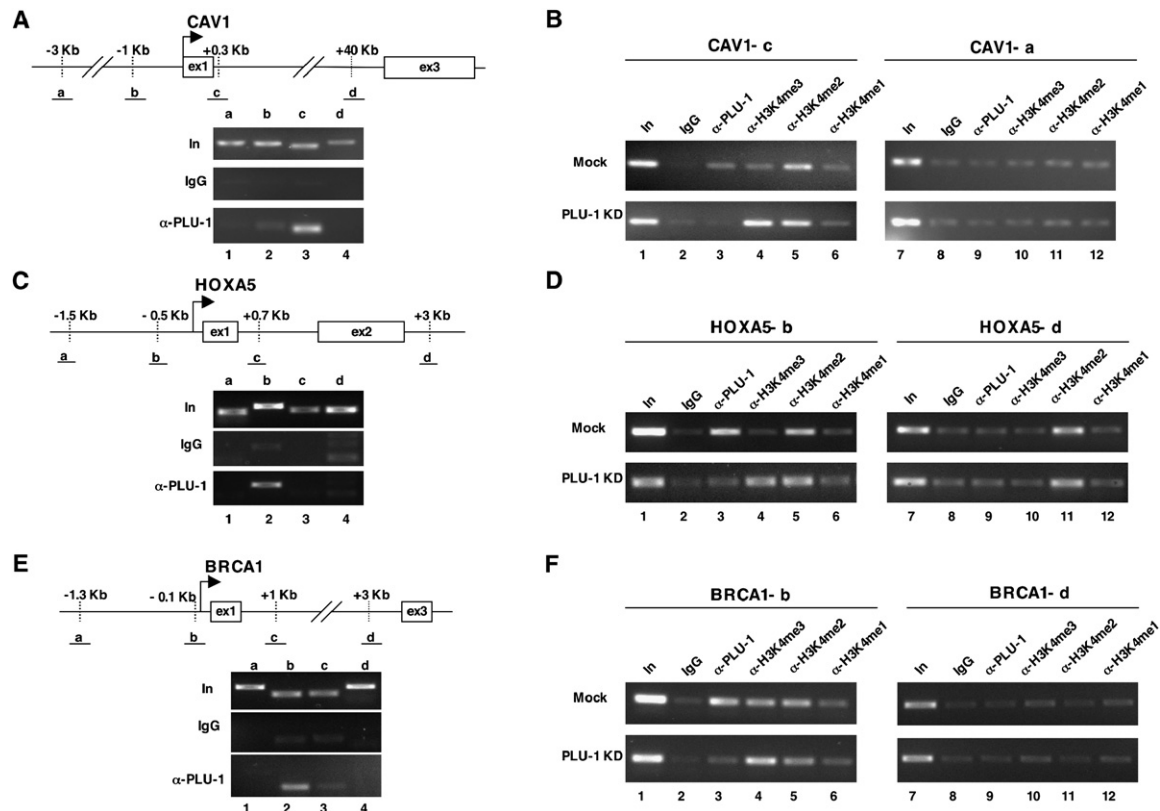 A
CAV1
-3 Kb -1 Kb +0.3 Kb +40 Kb
ex1 ex3
a b c d
a b c d
In
IgG
α-PLU-1
1 2 3 4
B
CAV1- c CAV1- a
In IgG α-PLU-1 α-H3K4me3 α-H3K4me2 α-H3K4me1 In IgG α-PLU-1 α-H3K4me3 α-H3K4me2 α-H3K4me1
Mock
PLU-1 KD
1 2 3 4 5 6 7 8 9 10 11 12
C
HOXA5
-1.5 Kb - 0.5 Kb +0.7 Kb +3 Kb
ex1 ex2
a b c d
a b c d
In
IgG
α-PLU-1
1 2 3 4
D
HOXA5- b HOXA5- d
In IgG α-PLU-1 α-H3K4me3 α-H3K4me2 α-H3K4me1 In IgG α-PLU-1 α-H3K4me3 α-H3K4me2 α-H3K4me1
Mock
PLU-1 KD
1 2 3 4 5 6 7 8 9 10 11 12
E
BRCA1
-1.3 Kb - 0.1 Kb +1 Kb +3 Kb
ex1 ex3
a b c d
a b c d
In
IgG
α-PLU-1
1 2 3 4
F
BRCA1- b BRCA1- d
In IgG α-PLU-1 α-H3K4me3 α-H3K4me2 α-H3K4me1 In IgG α-PLU-1 α-H3K4me3 α-H3K4me2 α-H3K4me1
Mock
PLU-1 KD
1 2 3 4 5 6 7 8 9 10 11 12